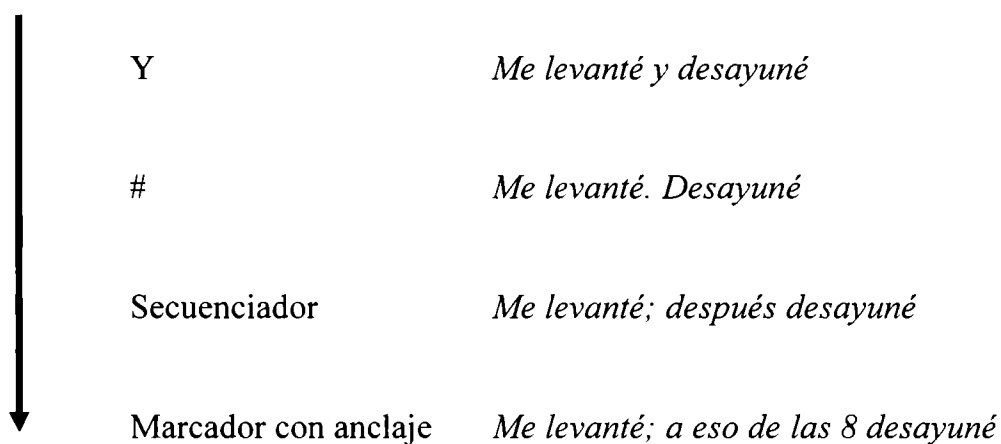 Y Me levanté y desayuné
# Me levanté. Desayuné
Secuenciador Me levanté; después desayuné
Marcador con anclaje Me levanté; a eso de las 8 desayuné